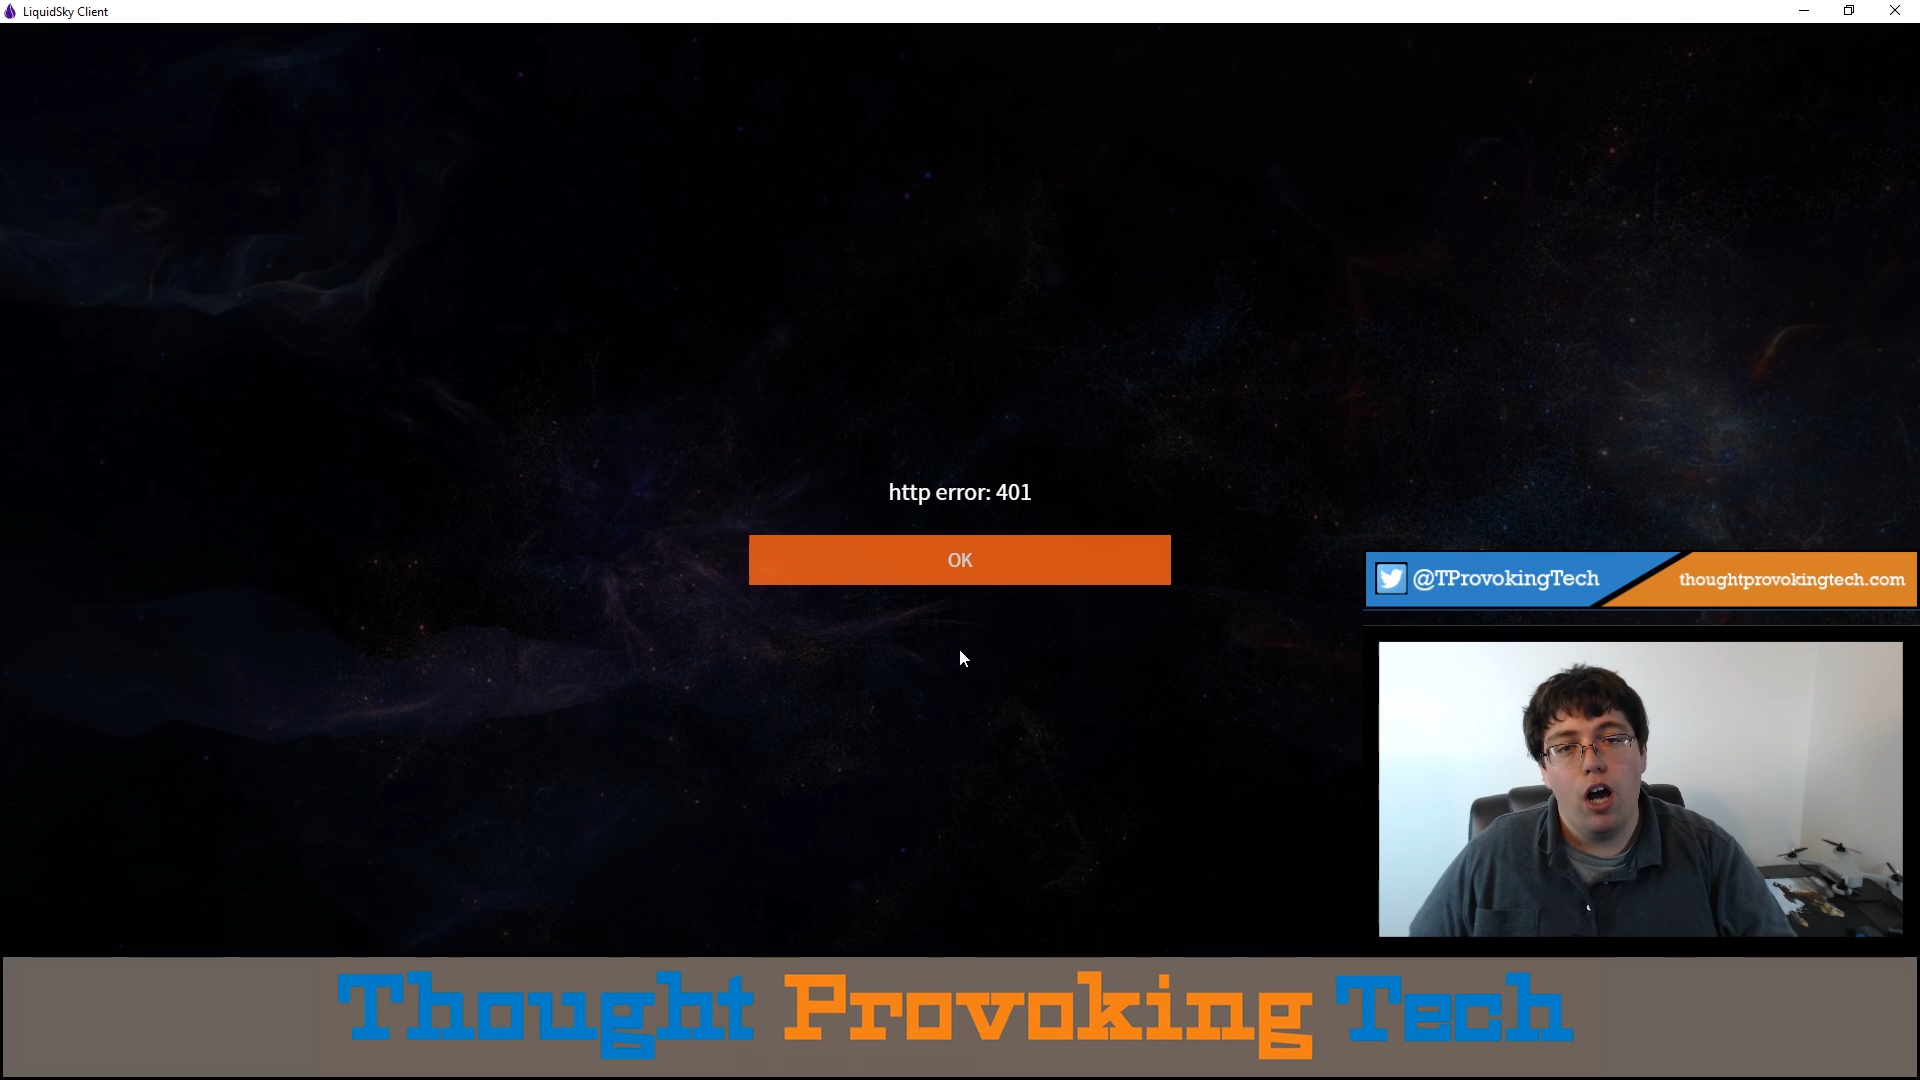 LiquidSky Client
http error: 401
OK
@TProvokingTech
thoughtprovokingtech.com
Thought Provoking Tech